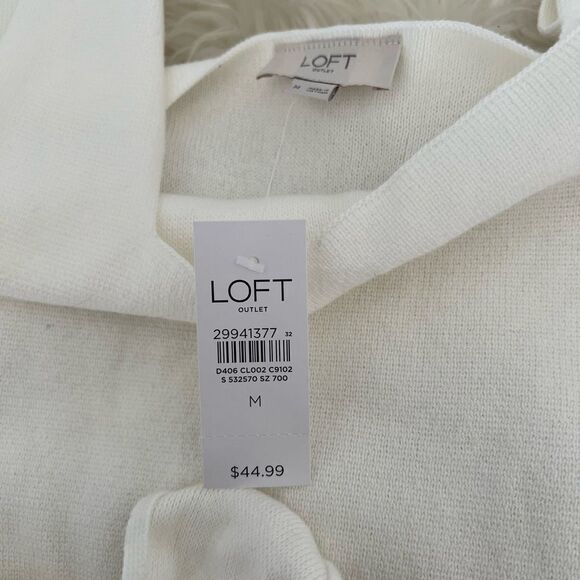 LOFT
OUTLET
M
LOFT
OUTLET
29941377 32
D406 CL002 C9102
S 532570 SZ 700
M
$44.99